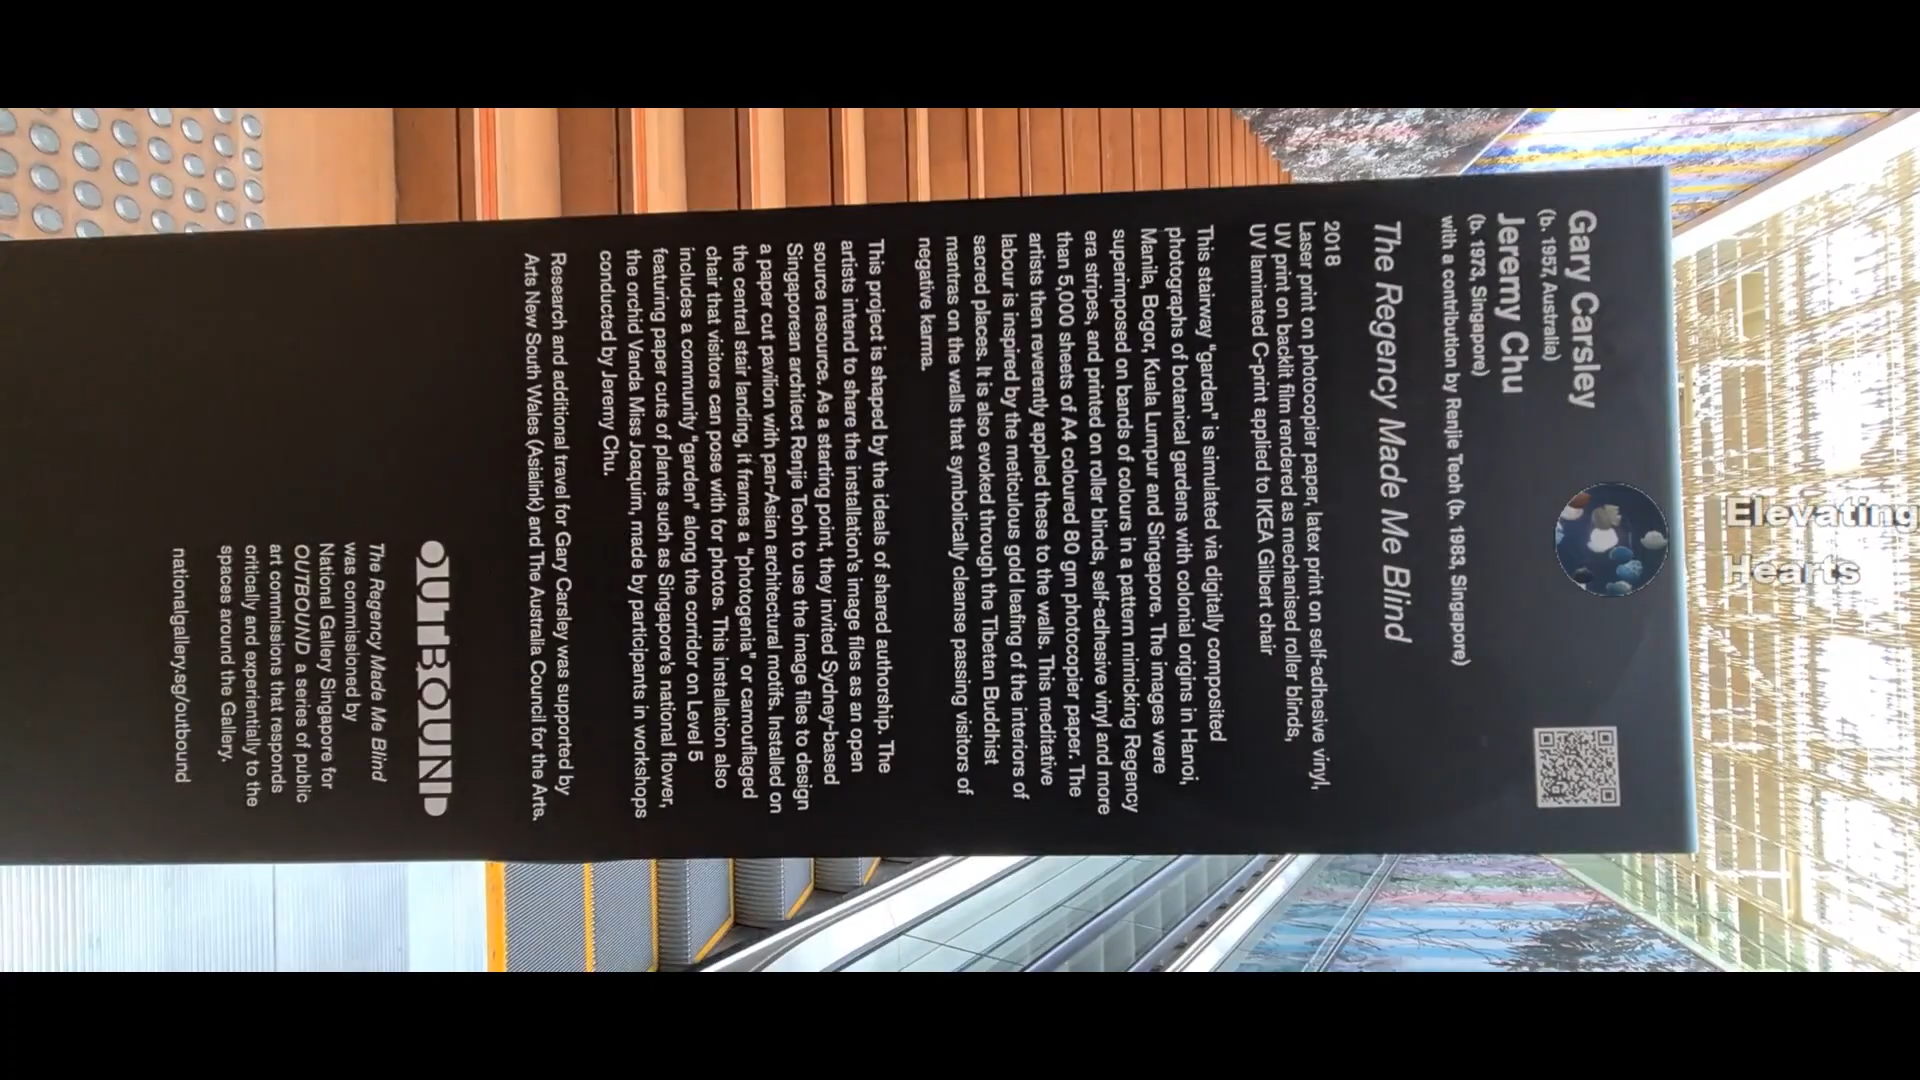 Gary Carsley
(b. 1957, Australia)
Jeremy Chu
(b. 1973, Singapore)
with a contribution by Renjie Teoh (b. 1983, Singapore)
The Regency Made Me Blind
2018
Laser print on photocopier paper, latex print on self-adhesive vinyl,
UV print on backlit film rendered as mechanised roller blinds,
UV laminated C-print applied to IKEA Gilbert chair
This stairway “garden” is simulated via digitally composited
photographs of botanical gardens with colonial origins in Hanoi,
Manila, Bogor, Kuala Lumpur and Singapore. The images were
superimposed on bands of colours in a pattern mimicking Regency
era stripes, and printed on roller blinds, self-adhesive vinyl and more
than 5,000 sheets of A4 coloured 80 gm photocopier paper. The
artists then reverently applied these to the walls. This meditative
labour is inspired by the meticulous gold leafing of the interiors of
sacred places. It is also evoked through the Tibetan Buddhist
mantras on the walls that symbolically cleanse passing visitors of
negative karma.
This project is shaped by the ideals of shared authorship. The
artists intend to share the installation's image files as an open
source resource. As a starting point, they invited Sydney-based
Singaporean architect Renjie Teoh to use the image files to design
a paper cut pavilion with pan-Asian architectural motifs. Installed on
the central stair landing, it frames a “photogenia” or camouflaged
chair that visitors can pose with for photos. This installation also
includes a community “garden” along the corridor on Level 5
featuring paper cuts of plants such as Singapore's national flower,
the orchid Vanda Miss Joaquim, made by participants in workshops
conducted by Jeremy Chu.
Research and additional travel for Gary Carsley was supported by
Arts New South Wales (Asialink) and The Australia Council for the Arts.
OUTBOUND
The Regency Made Me Blind
was commissioned by
National Gallery Singapore for
OUTBOUND a series of public
art commissions that responds
critically and experientially to the
spaces around the Gallery.
nationalgallery.sg/outbound
Elevating
Hearts